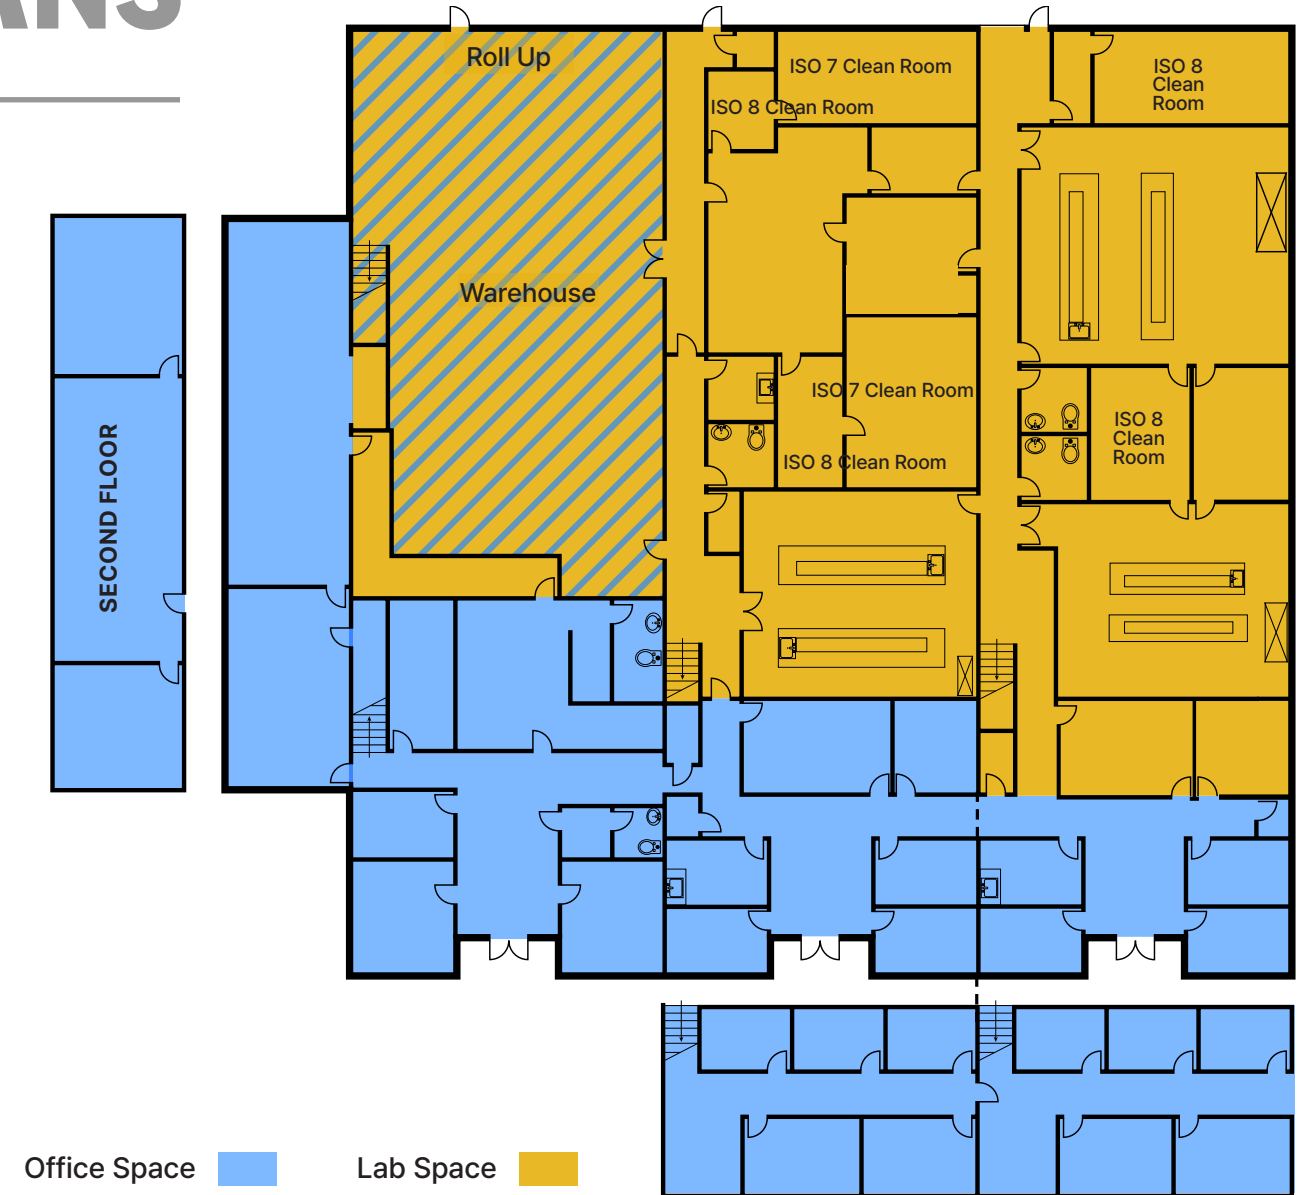 Roll Up
ISO 7 Clean Room
ISO 8
Clean
Room
ISO 8 Clean Room
Warehouse
ISO 7 Clean Room
ISO 8
Clean
Room
ISO 8 Clean Room
SECOND FLOOR
Office Space
Lab Space